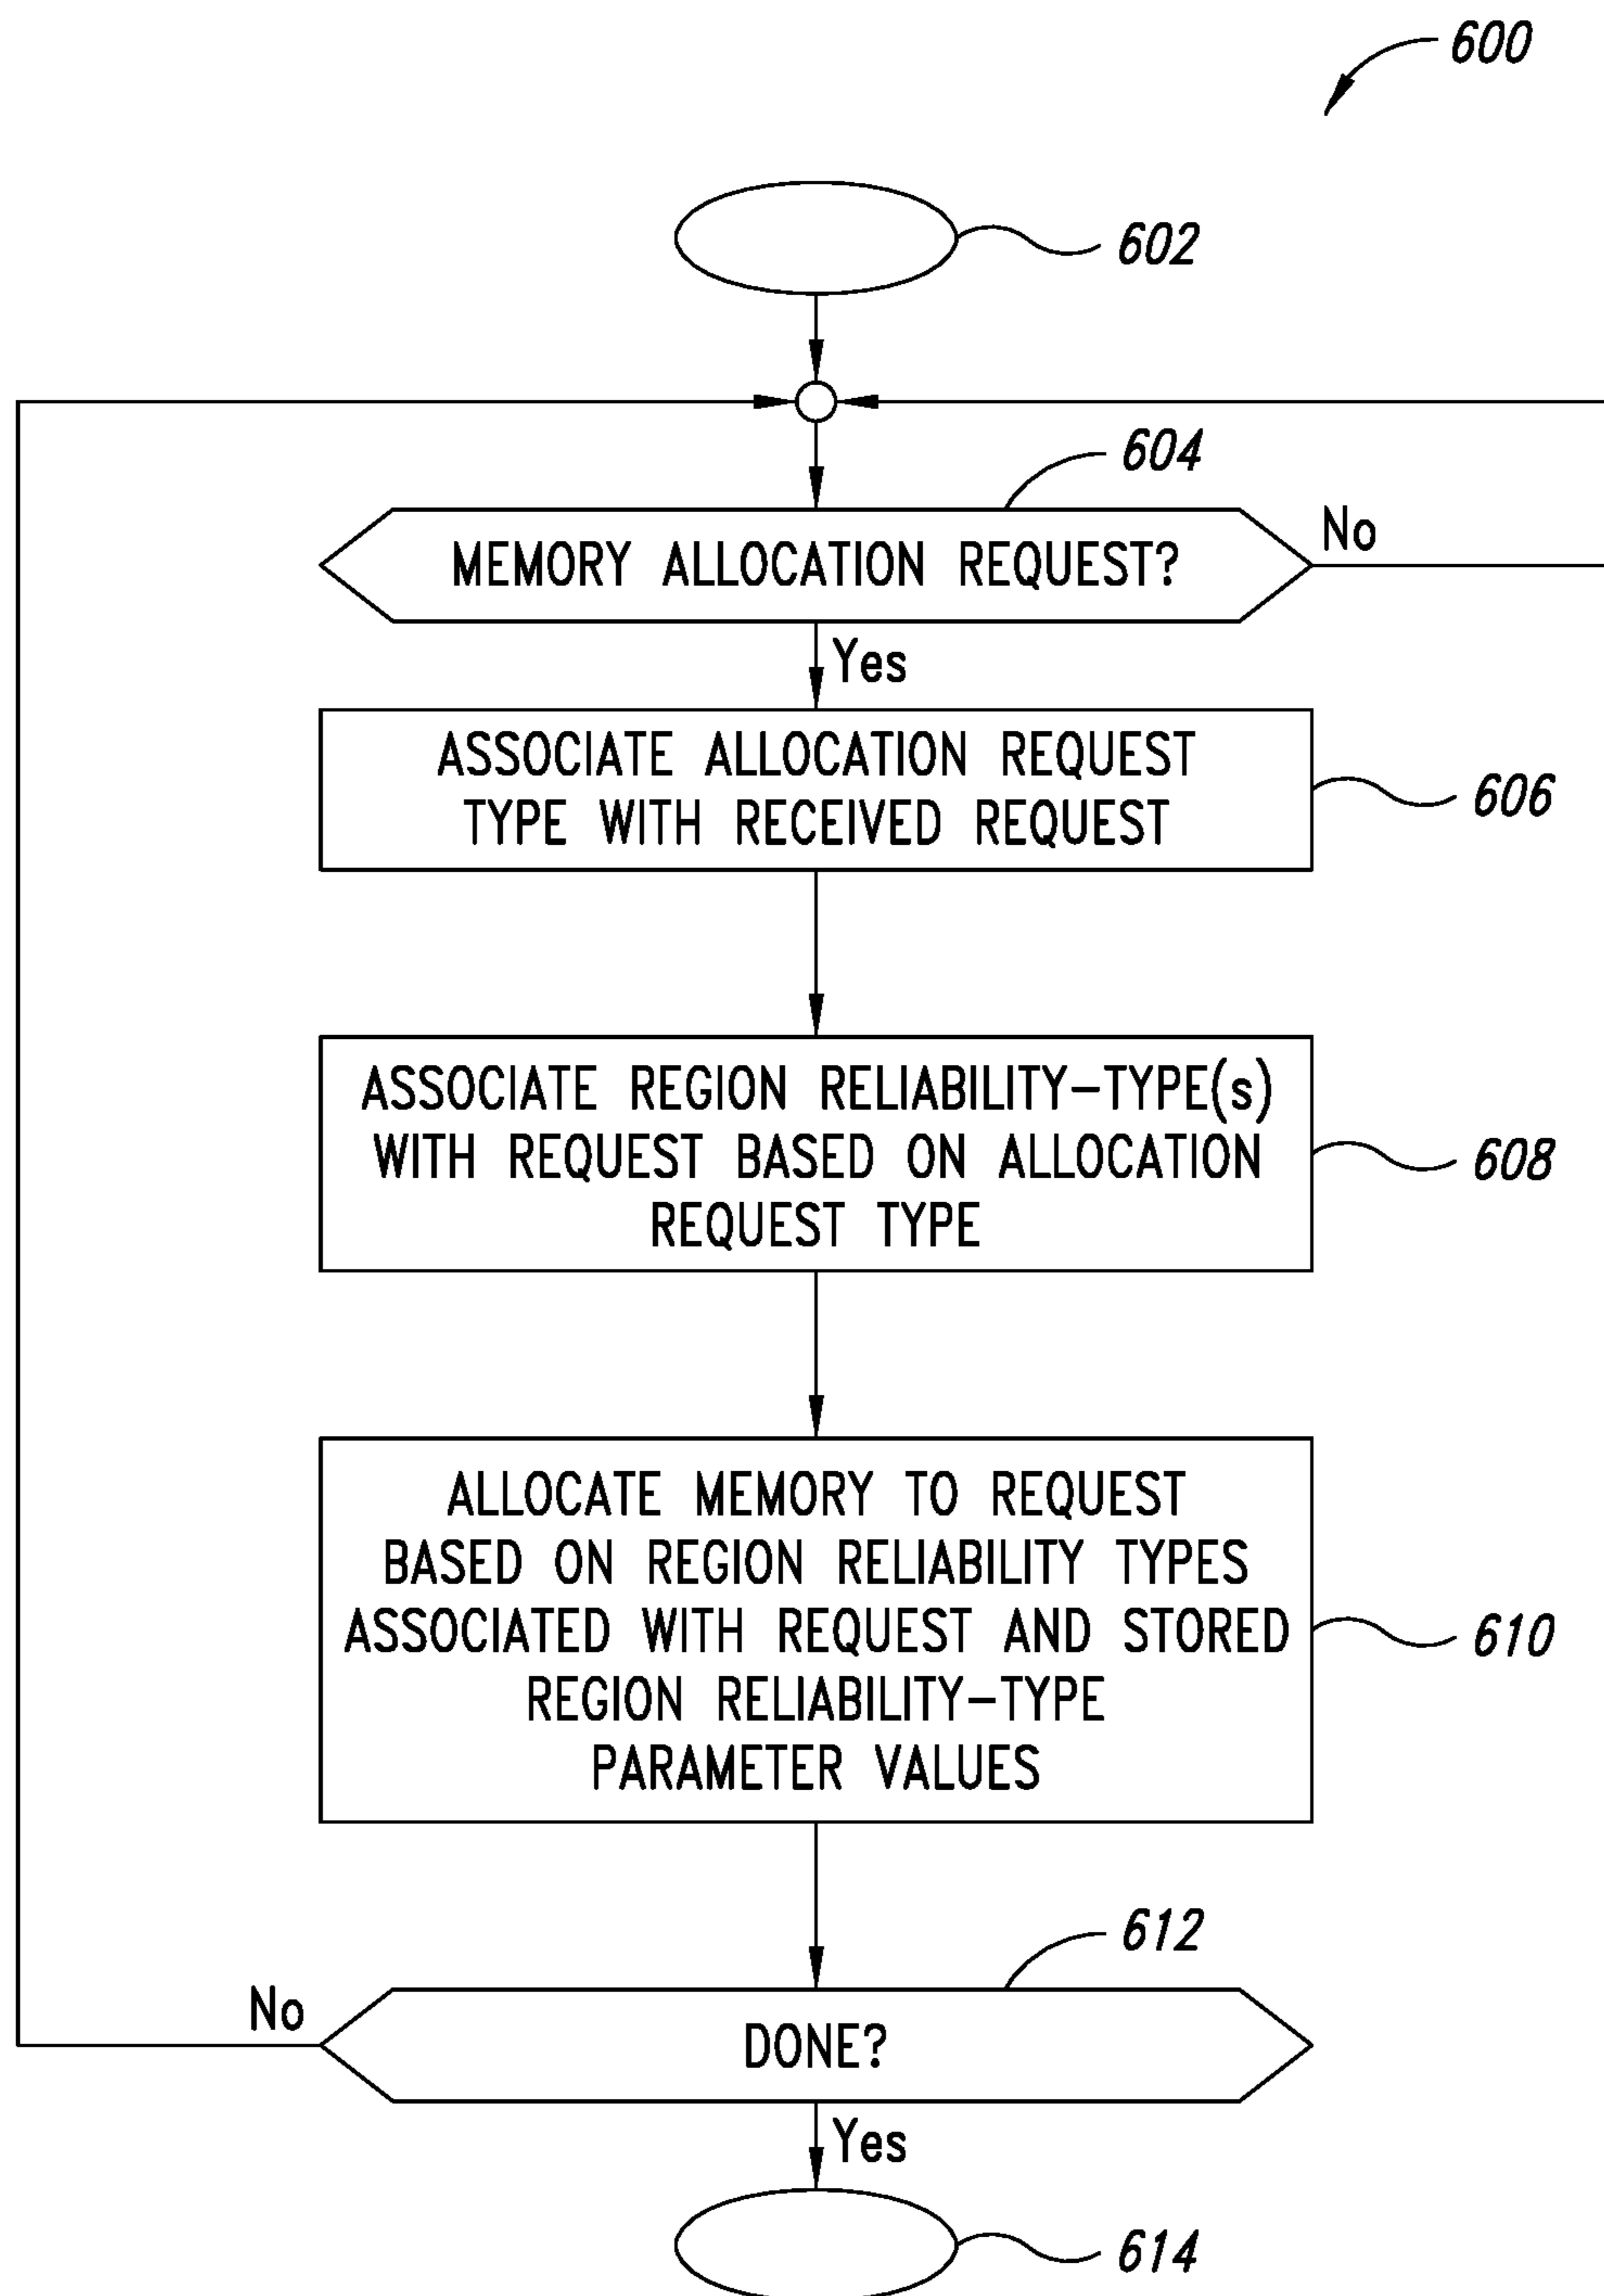 600
602
604
MEMORY ALLOCATION REQUEST?
No
Yes
ASSOCIATE ALLOCATION REQUEST
TYPE WITH RECEIVED REQUEST
606
ASSOCIATE REGION RELIABILITY-TYPE(s)
WITH REQUEST BASED ON ALLOCATION
REQUEST TYPE
608
ALLOCATE MEMORY TO REQUEST
BASED ON REGION RELIABILITY TYPES
ASSOCIATED WITH REQUEST AND STORED
REGION RELIABILITY-TYPE
PARAMETER VALUES
610
612
No
DONE?
Yes
614